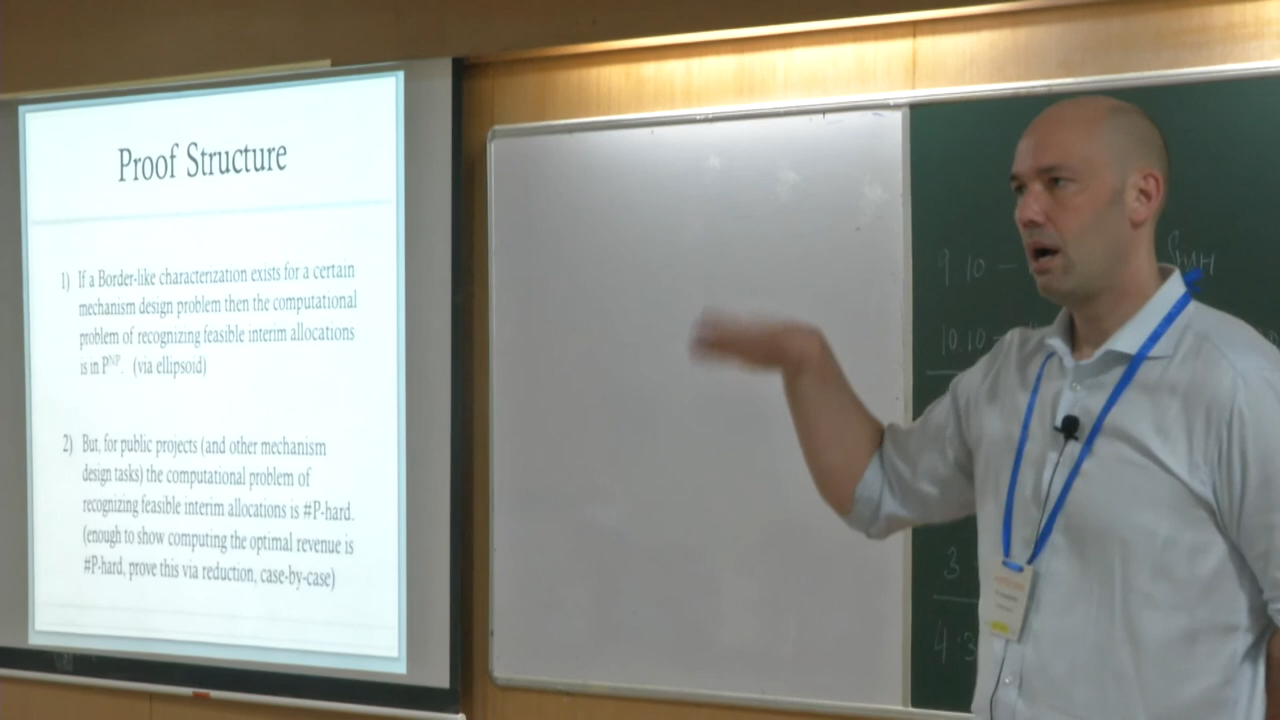 Proof Structure
1) If a Border-like characterization exists for a certain
mechanism design problem then the computational
problem of recognizing feasible interim allocations
is in Pᴺᴾ. (via ellipsoid)
2) But, for public projects (and other mechanism
design tasks) the computational problem of
recognizing feasible interim allocations is #P-hard.
(enough to show computing the optimal revenue is
#P-hard, prove this via reduction, case-by-case)
9.10 –
10.10 –
3
4.3